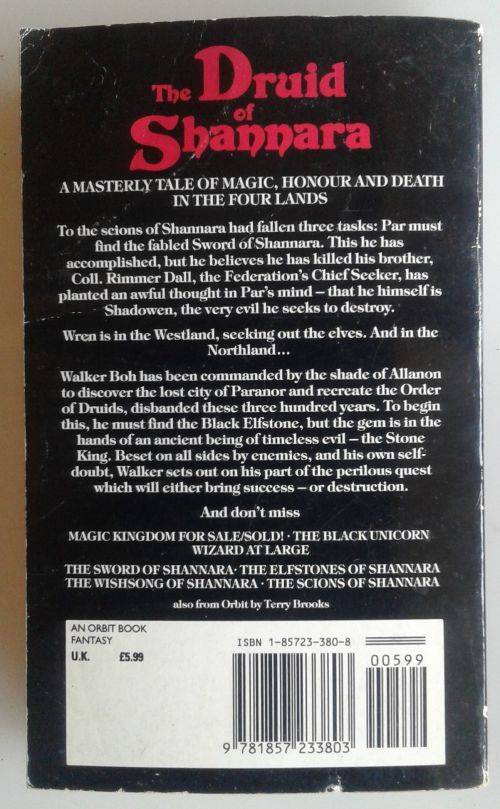 The Druid
of
Shannara
A MASTERLY TALE OF MAGIC, HONOUR AND DEATH
IN THE FOUR LANDS
To the scions of Shannara had fallen three tasks: Par must
find the fabled Sword of Shannara. This he has
accomplished, but he believes he has killed his brother,
Coll. Rimmer Dall, the Federation's Chief Seeker, has
planted an awful thought in Par's mind – that he himself is
Shadowen, the very evil he seeks to destroy.
Wren is in the Westland, seeking out the elves. And in the
Northland...
Walker Boh has been commanded by the shade of Allanon
to discover the lost city of Paranor and recreate the Order
of Druids, disbanded these three hundred years. To begin
this, he must find the Black Elfstone, but the gem is in the
hands of an ancient being of timeless evil – the Stone
King. Beset on all sides by enemies, and his own self-
doubt, Walker sets out on his part of the perilous quest
which will either bring success – or destruction.
And don't miss
MAGIC KINGDOM FOR SALE/SOLD! · THE BLACK UNICORN
WIZARD AT LARGE
THE SWORD OF SHANNARA · THE ELFSTONES OF SHANNARA
THE WISHSONG OF SHANNARA · THE SCIONS OF SHANNARA
also from Orbit by Terry Brooks
AN ORBIT BOOK
FANTASY
U.K. £5.99
ISBN 1-85723-380-8
00599
9 781857 233803